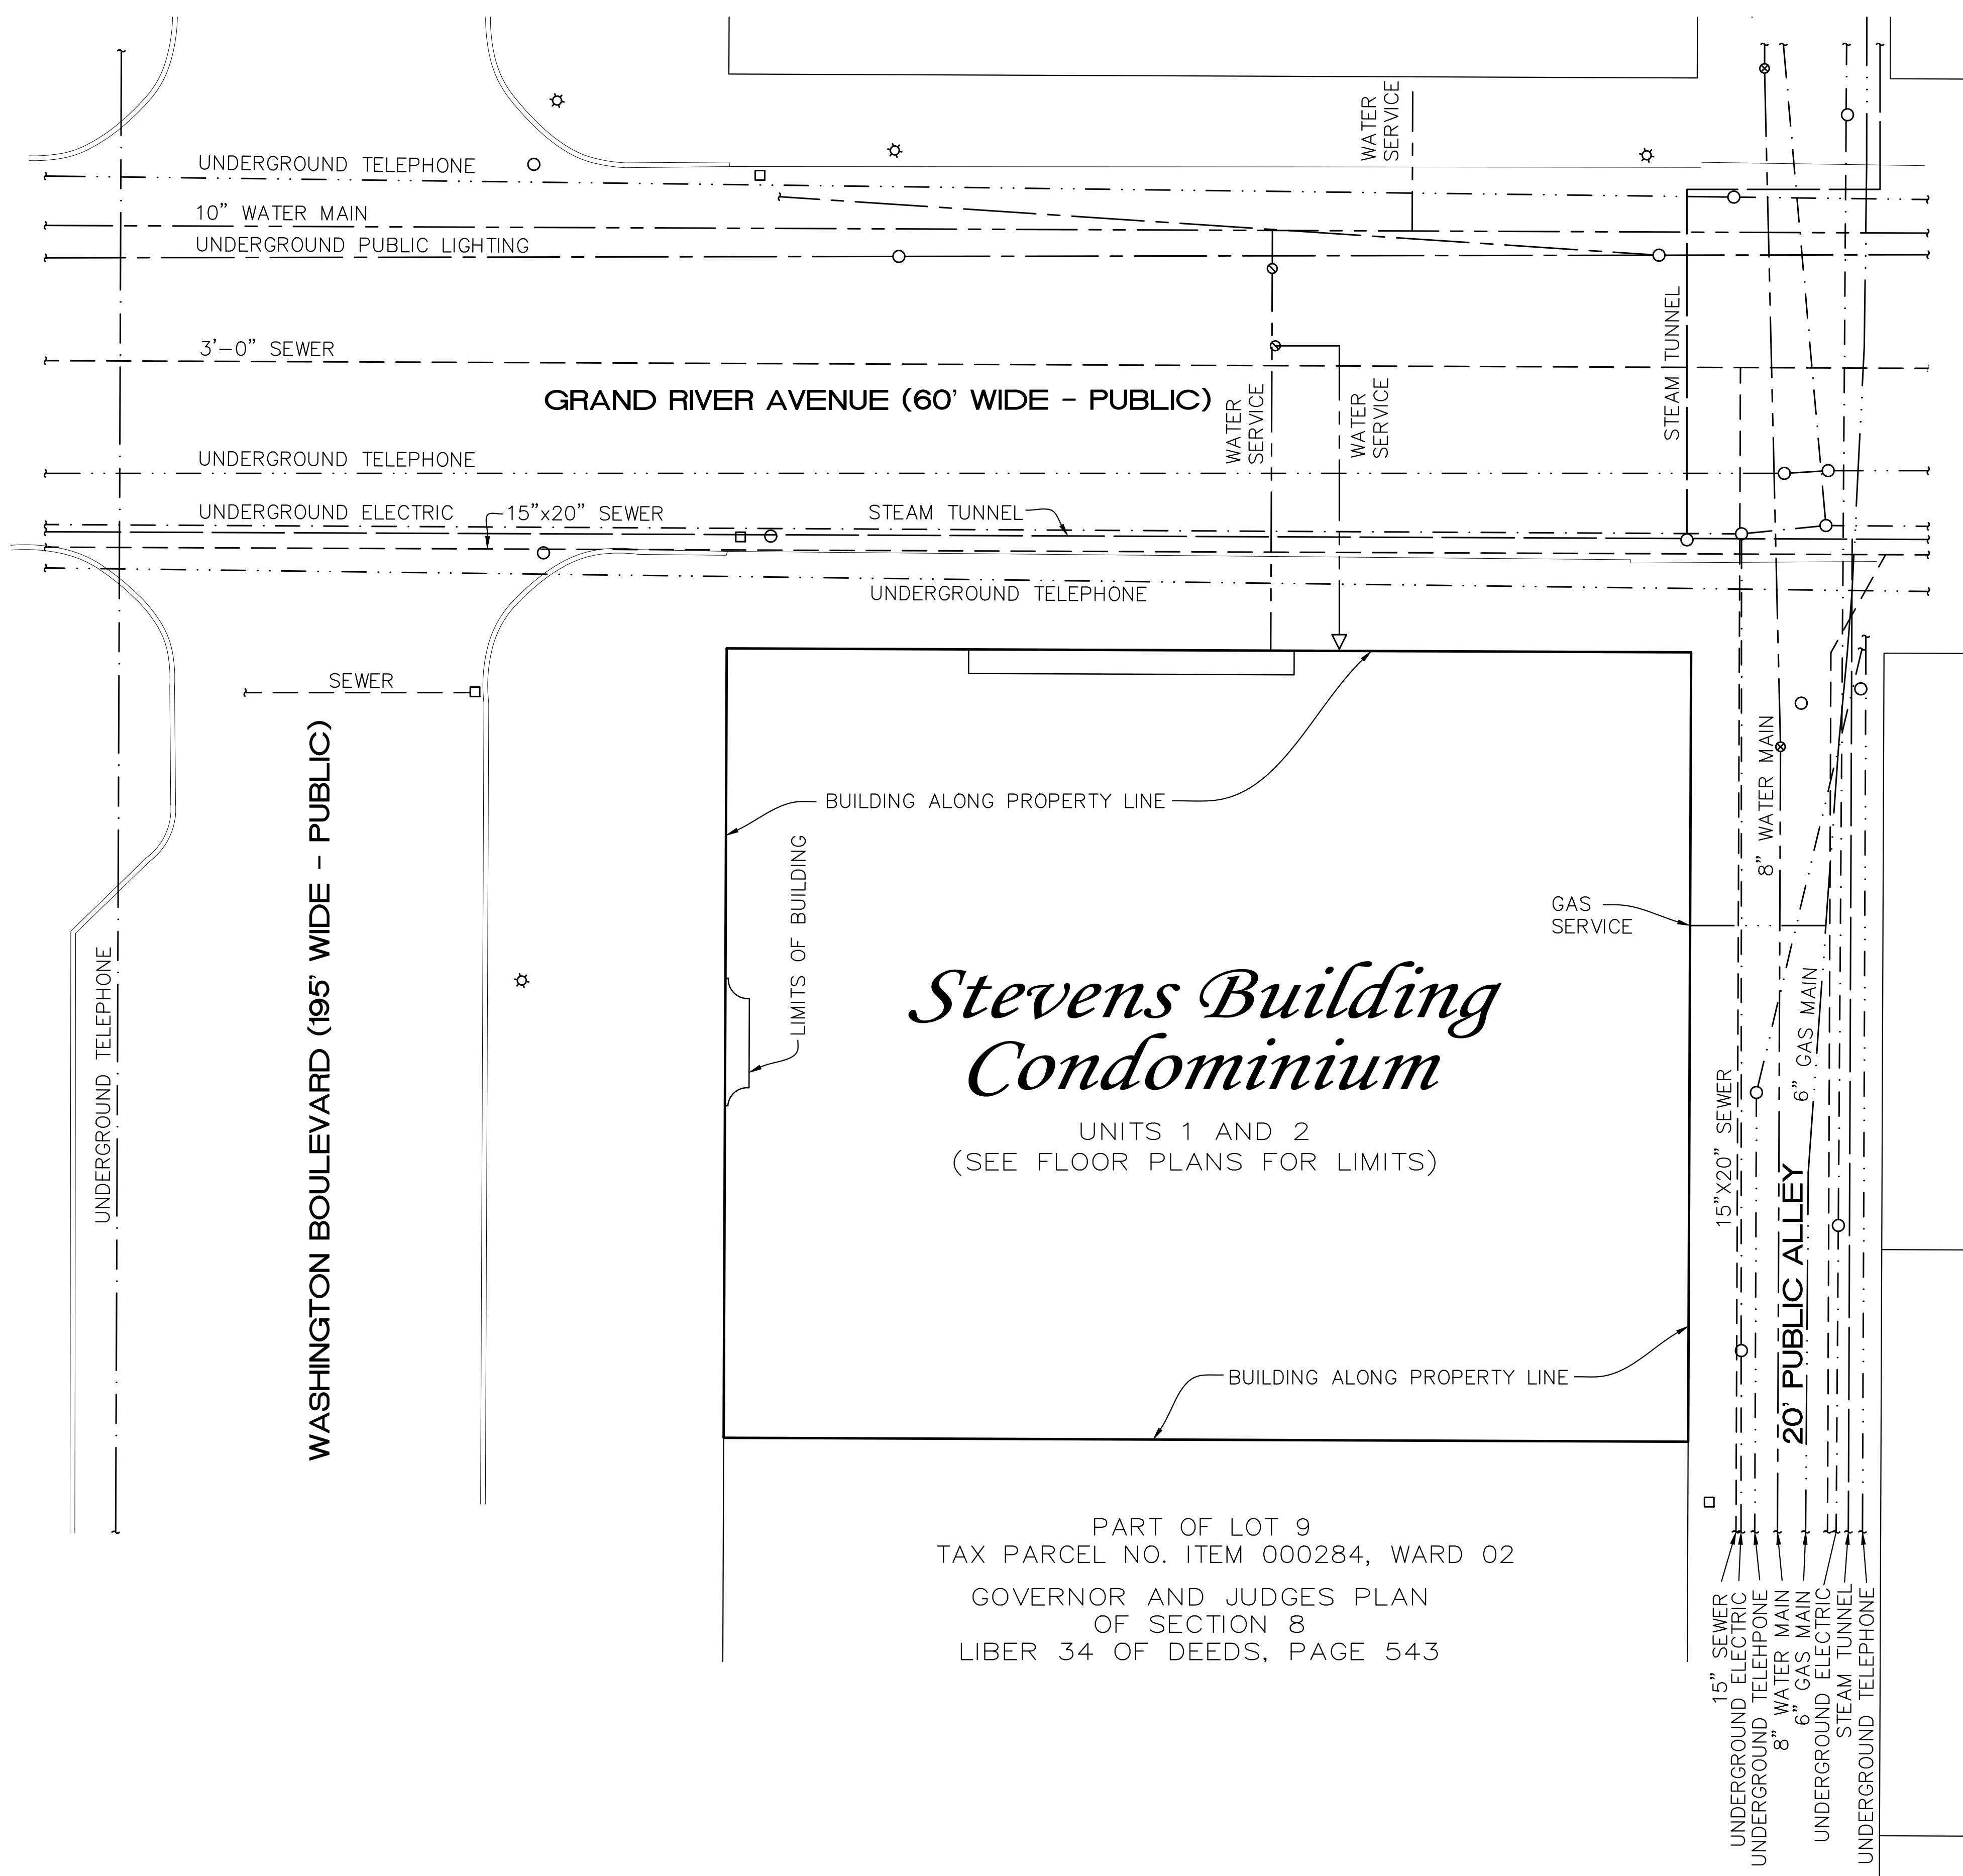 UNDERGROUND TELEPHONE
10" WATER MAIN
UNDERGROUND PUBLIC LIGHTING
WATER
SERVICE
3'-0" SEWER
GRAND RIVER AVENUE (60' WIDE - PUBLIC)
WATER
SERVICE
WATER
SERVICE
STEAM TUNNEL
UNDERGROUND TELEPHONE
UNDERGROUND ELECTRIC
15"x20" SEWER
STEAM TUNNEL
UNDERGROUND TELEPHONE
SEWER
WASHINGTON BOULEVARD (195' WIDE - PUBLIC)
UNDERGROUND TELEPHONE
BUILDING ALONG PROPERTY LINE
LIMITS OF BUILDING
8" WATER MAIN
GAS
SERVICE
Stevens Building
Condominium
UNITS 1 AND 2
(SEE FLOOR PLANS FOR LIMITS)
6" GAS MAIN
15"X20" SEWER
20' PUBLIC ALLEY
BUILDING ALONG PROPERTY LINE
PART OF LOT 9
TAX PARCEL NO. ITEM 000284, WARD 02
GOVERNOR AND JUDGES PLAN
OF SECTION 8
LIBER 34 OF DEEDS, PAGE 543
15" SEWER
UNDERGROUND ELECTRIC
UNDERGROUND TELEHPONE
8" WATER MAIN
6" GAS MAIN
UNDERGROUND ELECTRIC
STEAM TUNNEL
UNDERGROUND TELEPHONE